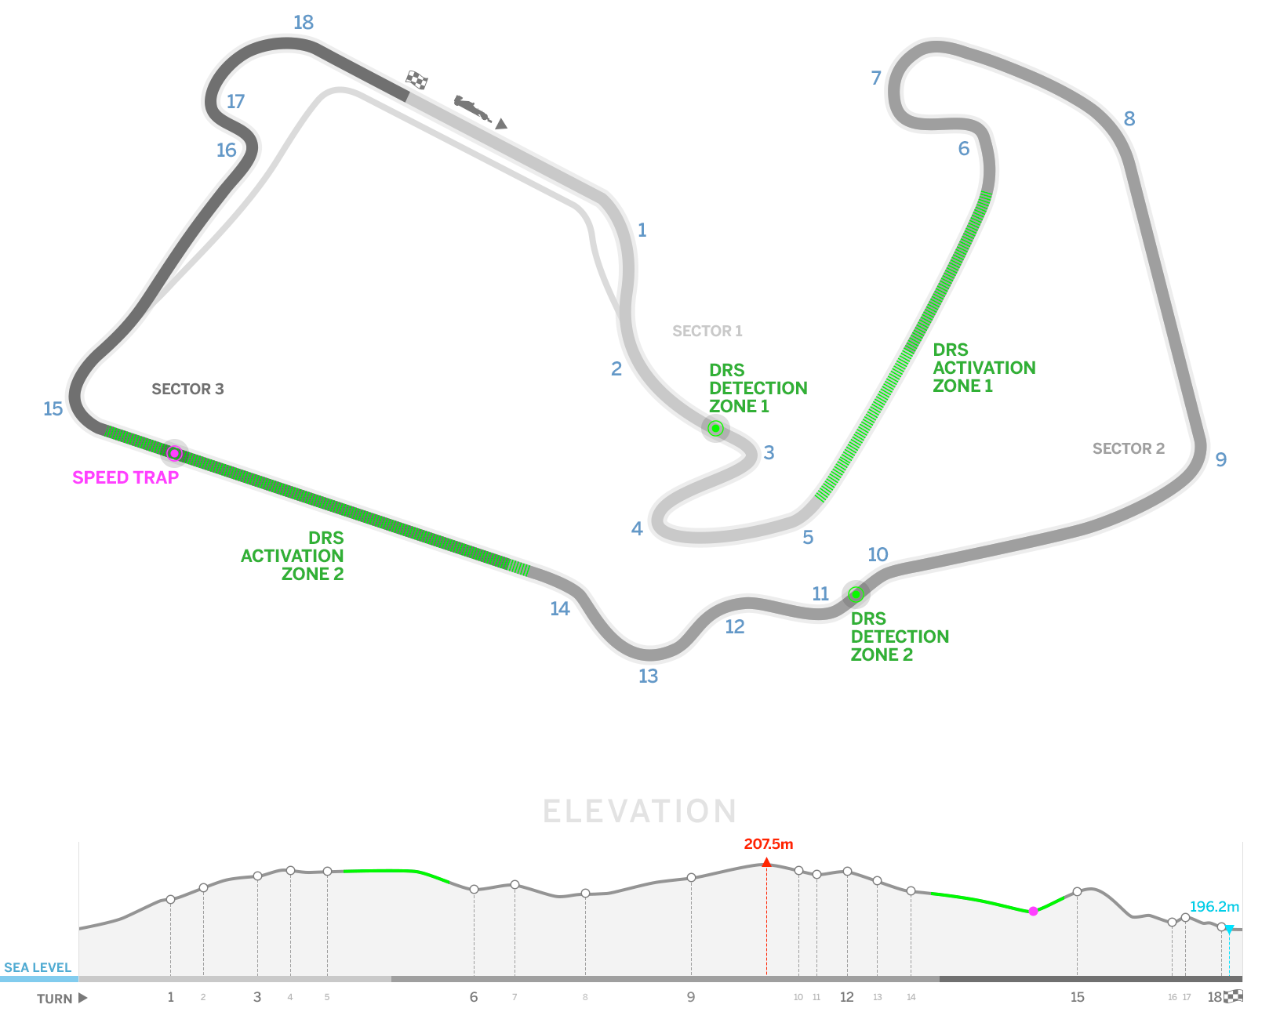 18
17
16
7
8
6
1
SECTOR 1
2
DRS
DETECTION
ZONE 1
DRS
ACTIVATION
ZONE 1
SECTOR 3
15
3
SECTOR 2
9
SPEED TRAP
4
5
DRS
ACTIVATION
ZONE 2
10
11
14
12
DRS
DETECTION
ZONE 2
13
ELEVATION
207.5m
196.2m
SEA LEVEL
TURN 1 2 3 4 5 6 7 8 9 10 11 12 13 14 15 16 17 18